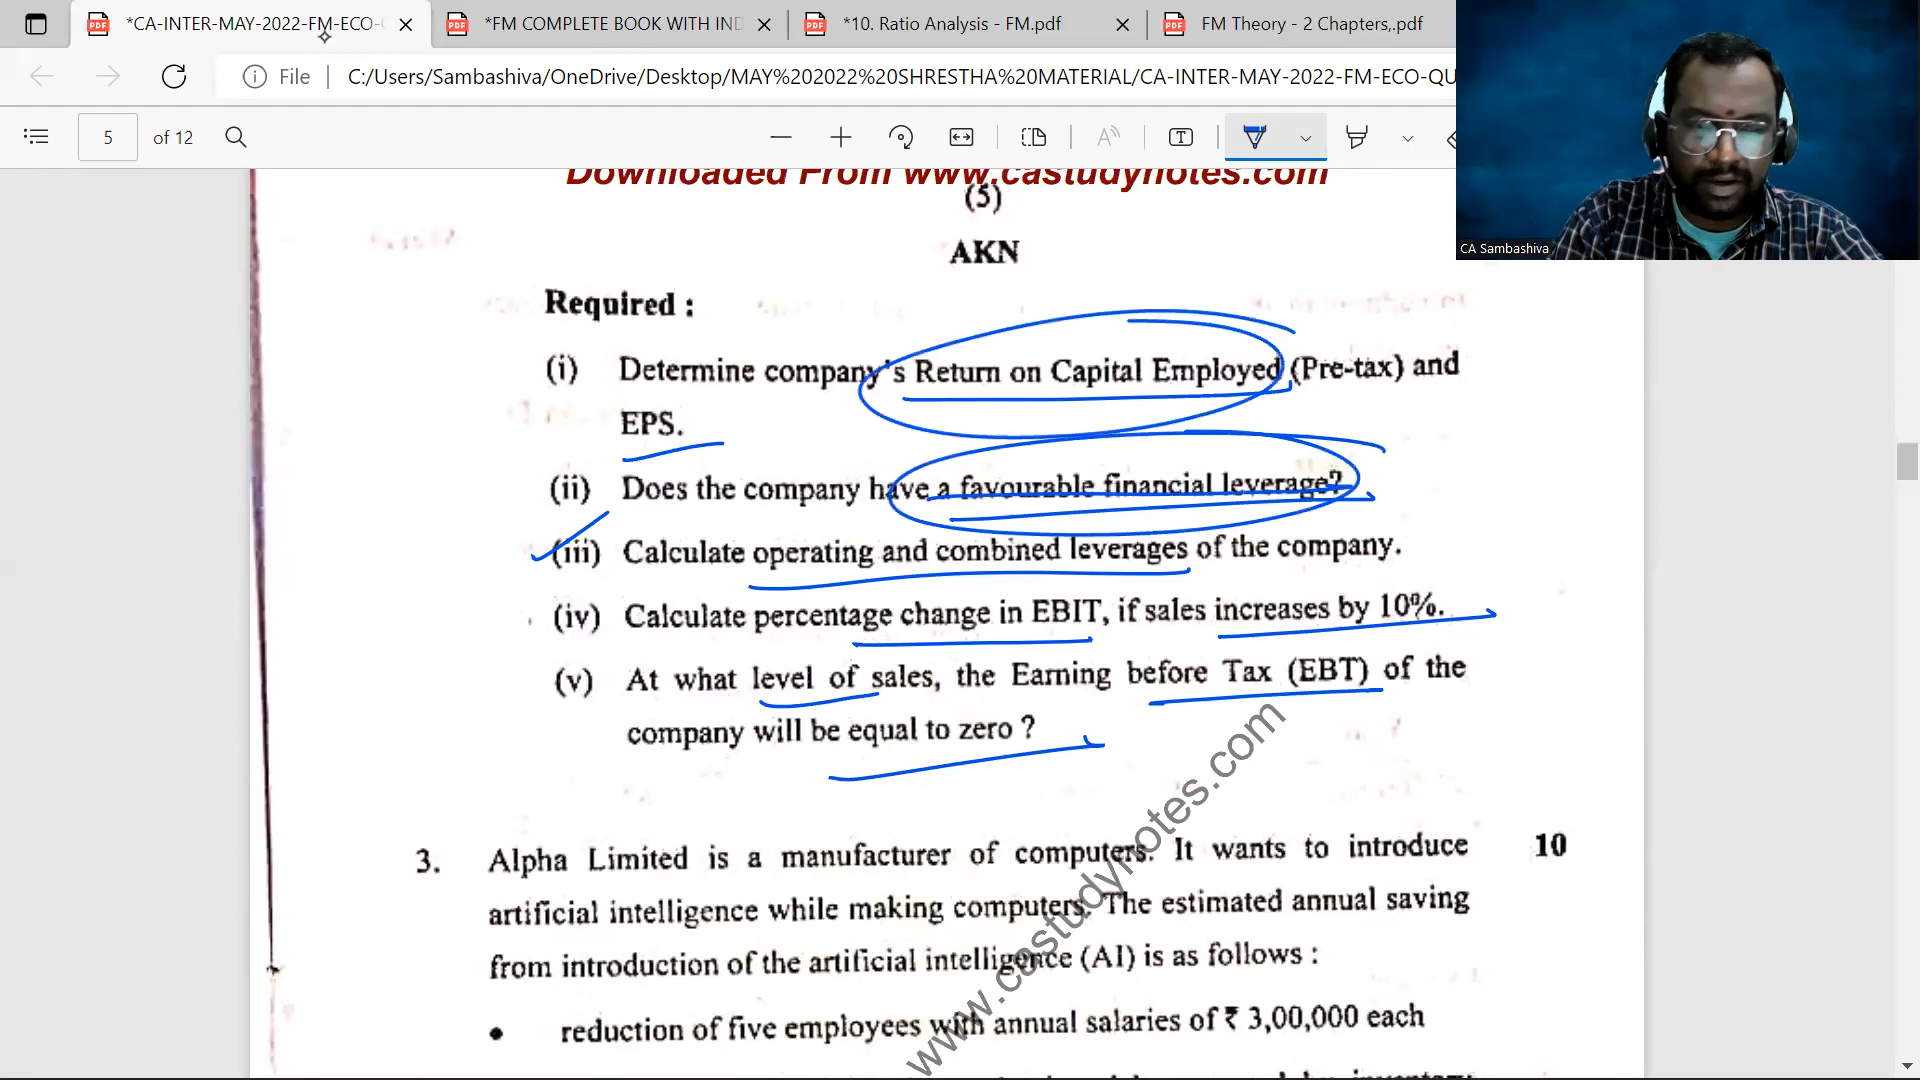 *CA-INTER-MAY-2022-FM-ECO-
*FM COMPLETE BOOK WITH IND
*10. Ratio Analysis - FM.pdf
FM Theory - 2 Chapters,.pdf
File
C:/Users/Sambashiva/OneDrive/Desktop/MAY%202022%20SHRESTHA%20MATERIAL/CA-INTER-MAY-2022-FM-ECO-QU
5 of 12
CA Sambashiva
Downloaded From www.castudynotes.com
(5)
AKN
Required :
(i) Determine company's Return on Capital Employed (Pre-tax) and
EPS.
(ii) Does the company have a favourable financial leverage?
(iii) Calculate operating and combined leverages of the company.
(iv) Calculate percentage change in EBIT, if sales increases by 10%.
(v) At what level of sales, the Earning before Tax (EBT) of the
company will be equal to zero ?
3. Alpha Limited is a manufacturer of computers. It wants to introduce 10
artificial intelligence while making computers. The estimated annual saving
from introduction of the artificial intelligence (AI) is as follows :
• reduction of five employees with annual salaries of ₹ 3,00,000 each
www.castudynotes.com